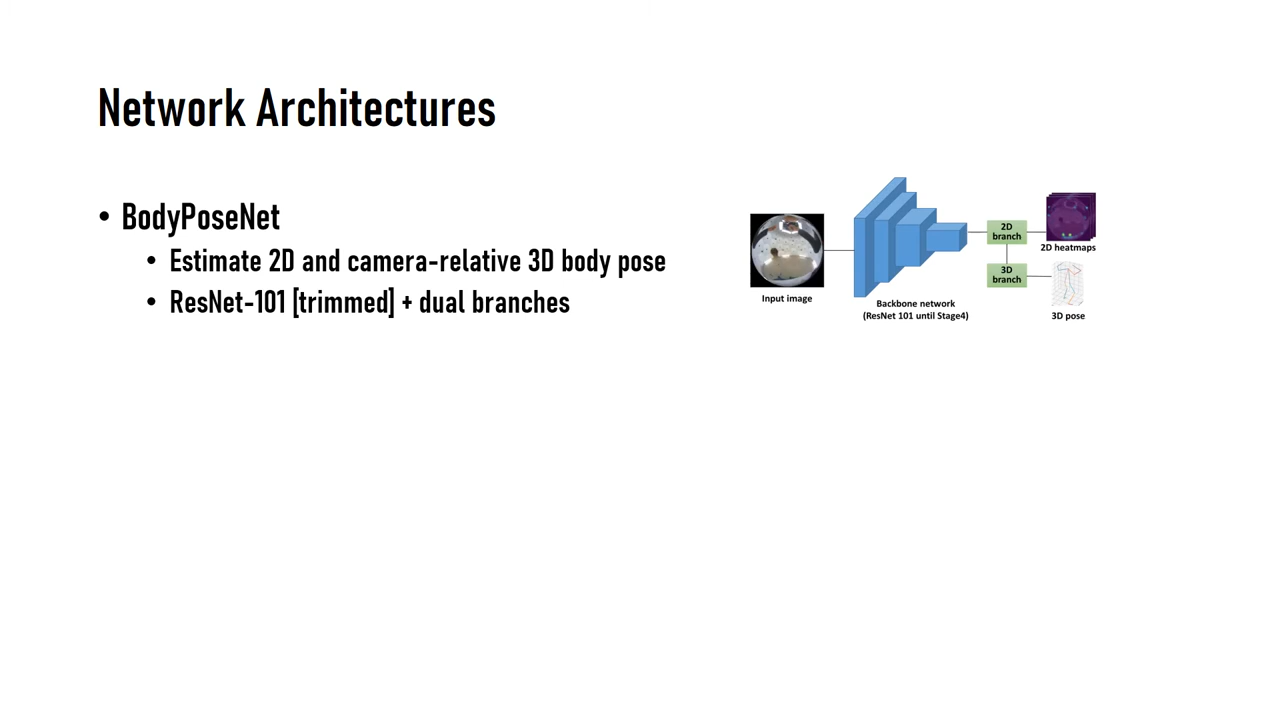 Network Architectures
• BodyPoseNet
• Estimate 2D and camera-relative 3D body pose
• ResNet-101 [trimmed] + dual branches
Input image
Backbone network
(ResNet 101 until Stage4)
2D
branch
3D
branch
2D heatmaps
3D pose